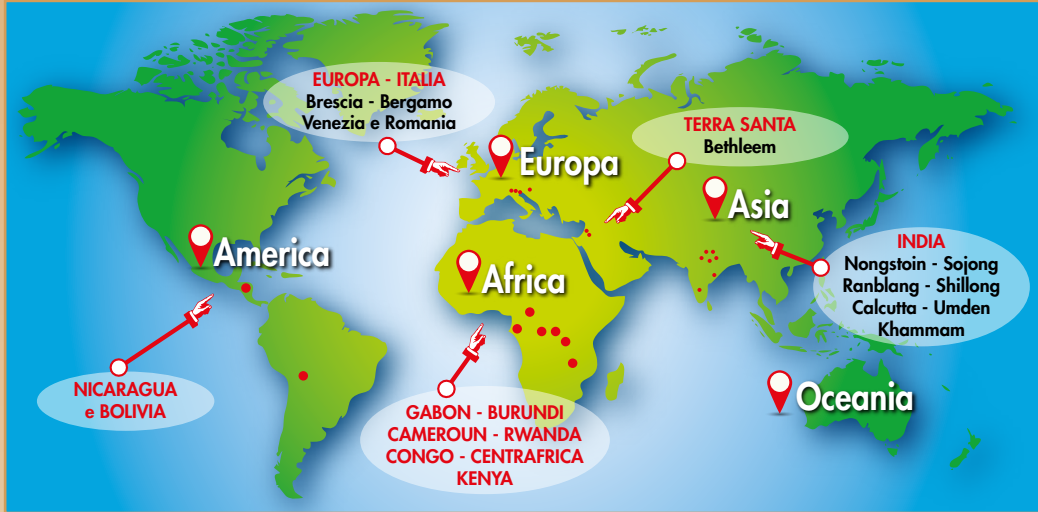 EUROPA - ITALIA
Brescia - Bergamo
Venezia e Romania
TERRA SANTA
Bethleem
Europa
Asia
America
Africa
INDIA
Nongstoin - Sojong
Ranblang - Shillong
Calcutta - Umden
Khammam
NICARAGUA
e BOLIVIA
Oceania
GABON - BURUNDI
CAMEROUN - RWANDA
CONGO - CENTRAFRICA
KENYA